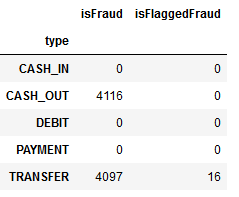 isFraud isFlaggedFraud
type
CASH_IN 0 0
CASH_OUT 4116 0
DEBIT 0 0
PAYMENT 0 0
TRANSFER 4097 16